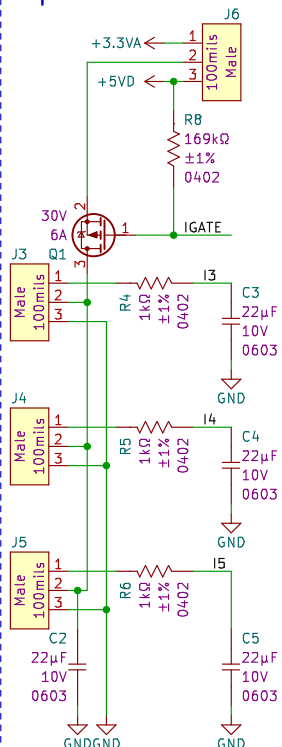 J6
+3.3VA
1
2
+5VD
3
100mils
Male
R8
169kΩ
±1%
0402
2
30V
6A
1
IGATE
Q1
3
J3
Male
100mils
1
2
3
R4
1kΩ
±1%
0402
I3
C3
22µF
10V
0603
GND
J4
Male
100mils
1
2
3
R5
1kΩ
±1%
0402
I4
C4
22µF
10V
0603
GND
J5
Male
100mils
1
2
3
R6
1kΩ
±1%
0402
I5
C2
22µF
10V
0603
C5
22µF
10V
0603
GND
GND
GND